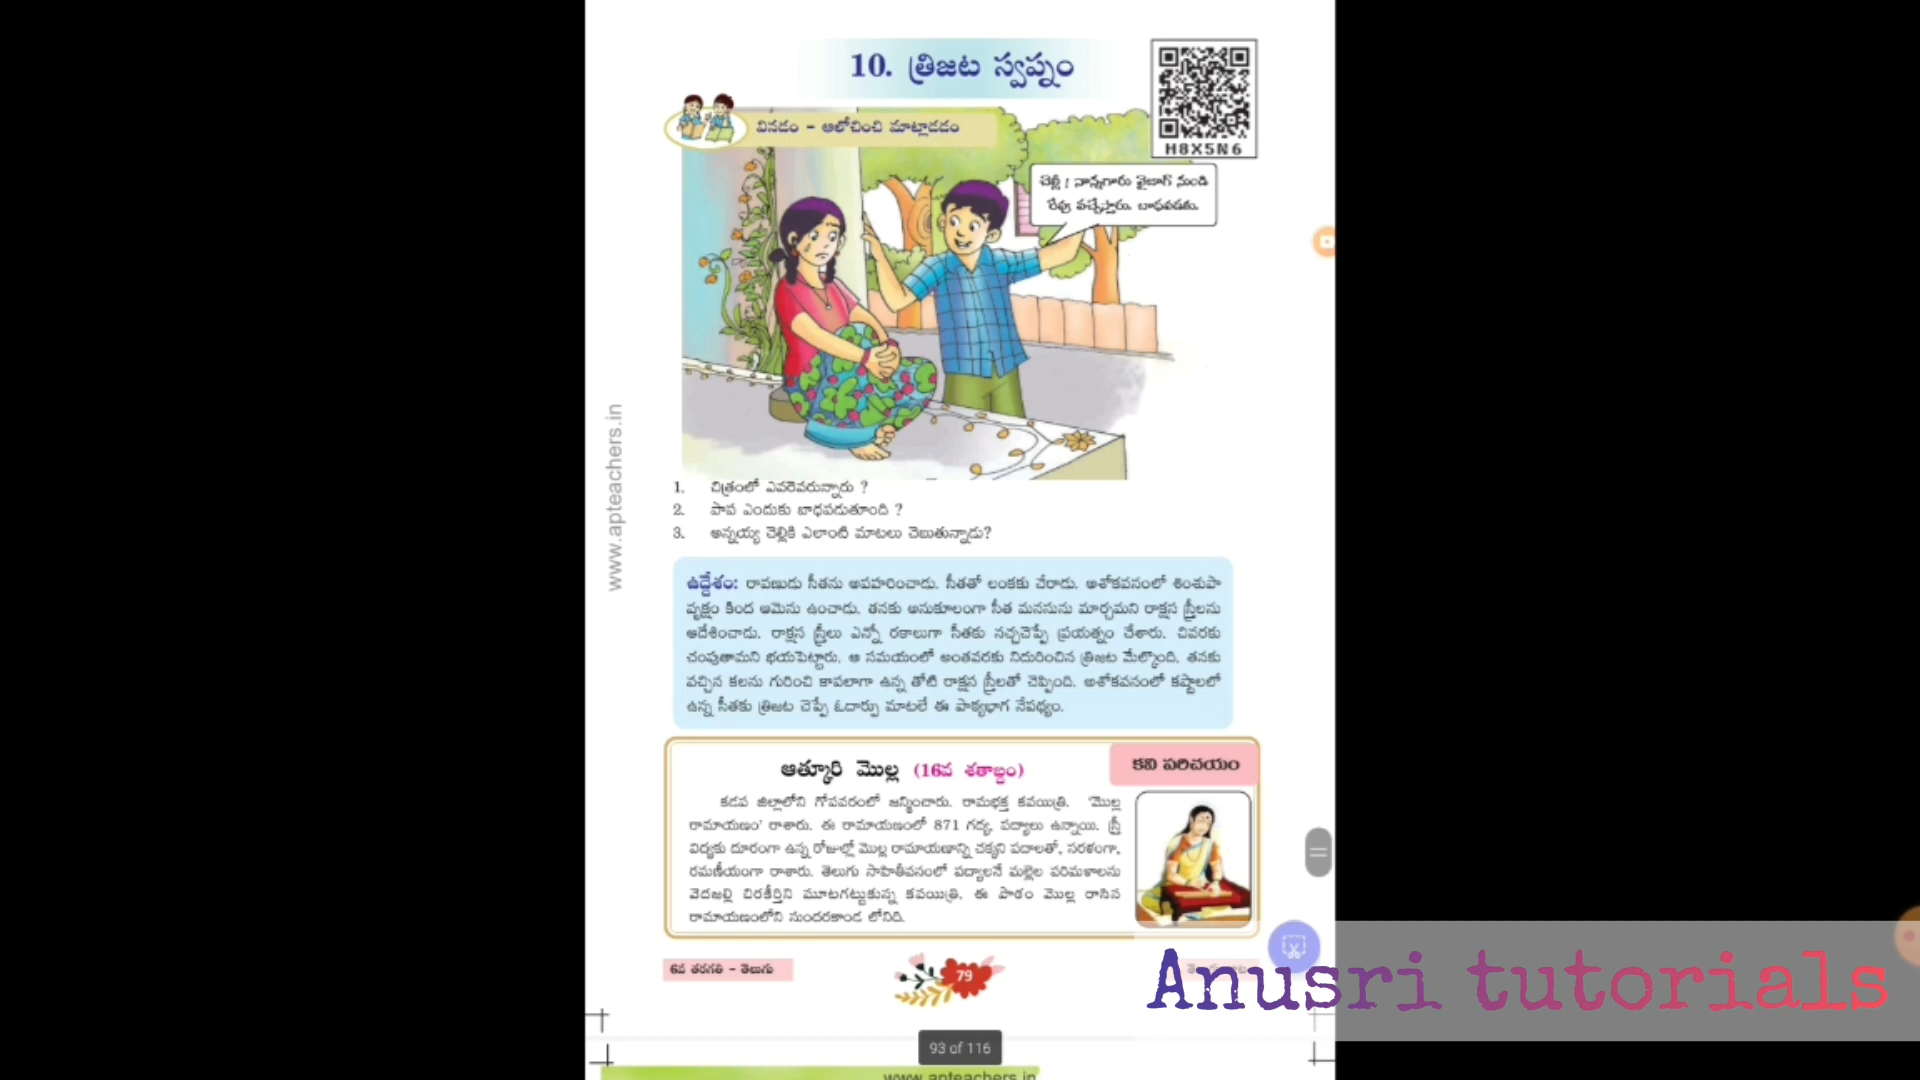 10. త్రిజట స్వప్నం
H8X5N6
వినడం - ఆలోచించి మాట్లాడడం
చెల్లీ ! నాన్నగారు వైజాగ్ నుండి
రేపు వచ్చేస్తారు. బాధపడకు.
www.apteachers.in
1. చిత్రంలో ఎవరెవరున్నారు ?
2. పాప ఎందుకు బాధపడుతూంది ?
3. అన్నయ్య చెల్లికి ఎలాంటి మాటలు చెబుతున్నాడు?
ఉద్దేశం: రావణుడు సీతను అపహరించాడు. సీతతో లంకకు చేరాడు. అశోకవనంలో శింశుపా
వృక్షం కింద ఆమెను ఉంచాడు. తనకు అనుకూలంగా సీత మనసును మార్చమని రాక్షస స్త్రీలను
ఆదేశించాడు. రాక్షస స్త్రీలు ఎన్నో రకాలుగా సీతకు నచ్చచెప్పే ప్రయత్నం చేశారు. చివరకు
చంపుతామని భయపెట్టారు. ఆ సమయంలో అంతవరకు నిదురించిన త్రిజట మేల్కొంది, తనకు
వచ్చిన కలను గురించి కాపలాగా ఉన్న తోటి రాక్షస స్త్రీలతో చెప్పింది. అశోకవనంలో కష్టాలలో
ఉన్న సీతకు త్రిజట చెప్పే ఓదార్పు మాటలే ఈ పాఠ్యభాగ నేపథ్యం.
కవి పరిచయం
ఆత్కూరి మొల్ల (16వ శతాబ్దం)
కడప జిల్లాలోని గోపవరంలో జన్మించారు. రామభక్త కవయిత్రి. 'మొల్ల
రామాయణం' రాశారు. ఈ రామాయణంలో 871 గద్య, పద్యాలు ఉన్నాయి. స్త్రీ
విద్యకు దూరంగా ఉన్న రోజుల్లో మొల్ల రామాయణాన్ని చక్కని పదాలతో, సరళంగా,
రమణీయంగా రాశారు. తెలుగు సాహితీవనంలో పద్యాలనే మల్లెల పరిమళాలను
వెదజల్లి చిరకీర్తిని మూటగట్టుకున్న కవయిత్రి. ఈ పాఠం మొల్ల రాసిన
రామాయణంలోని సుందరకాండ లోనిది.
6వ తరగతి - తెలుగు
79
Anusri tutorials
93 of 116
www.apteachers.in